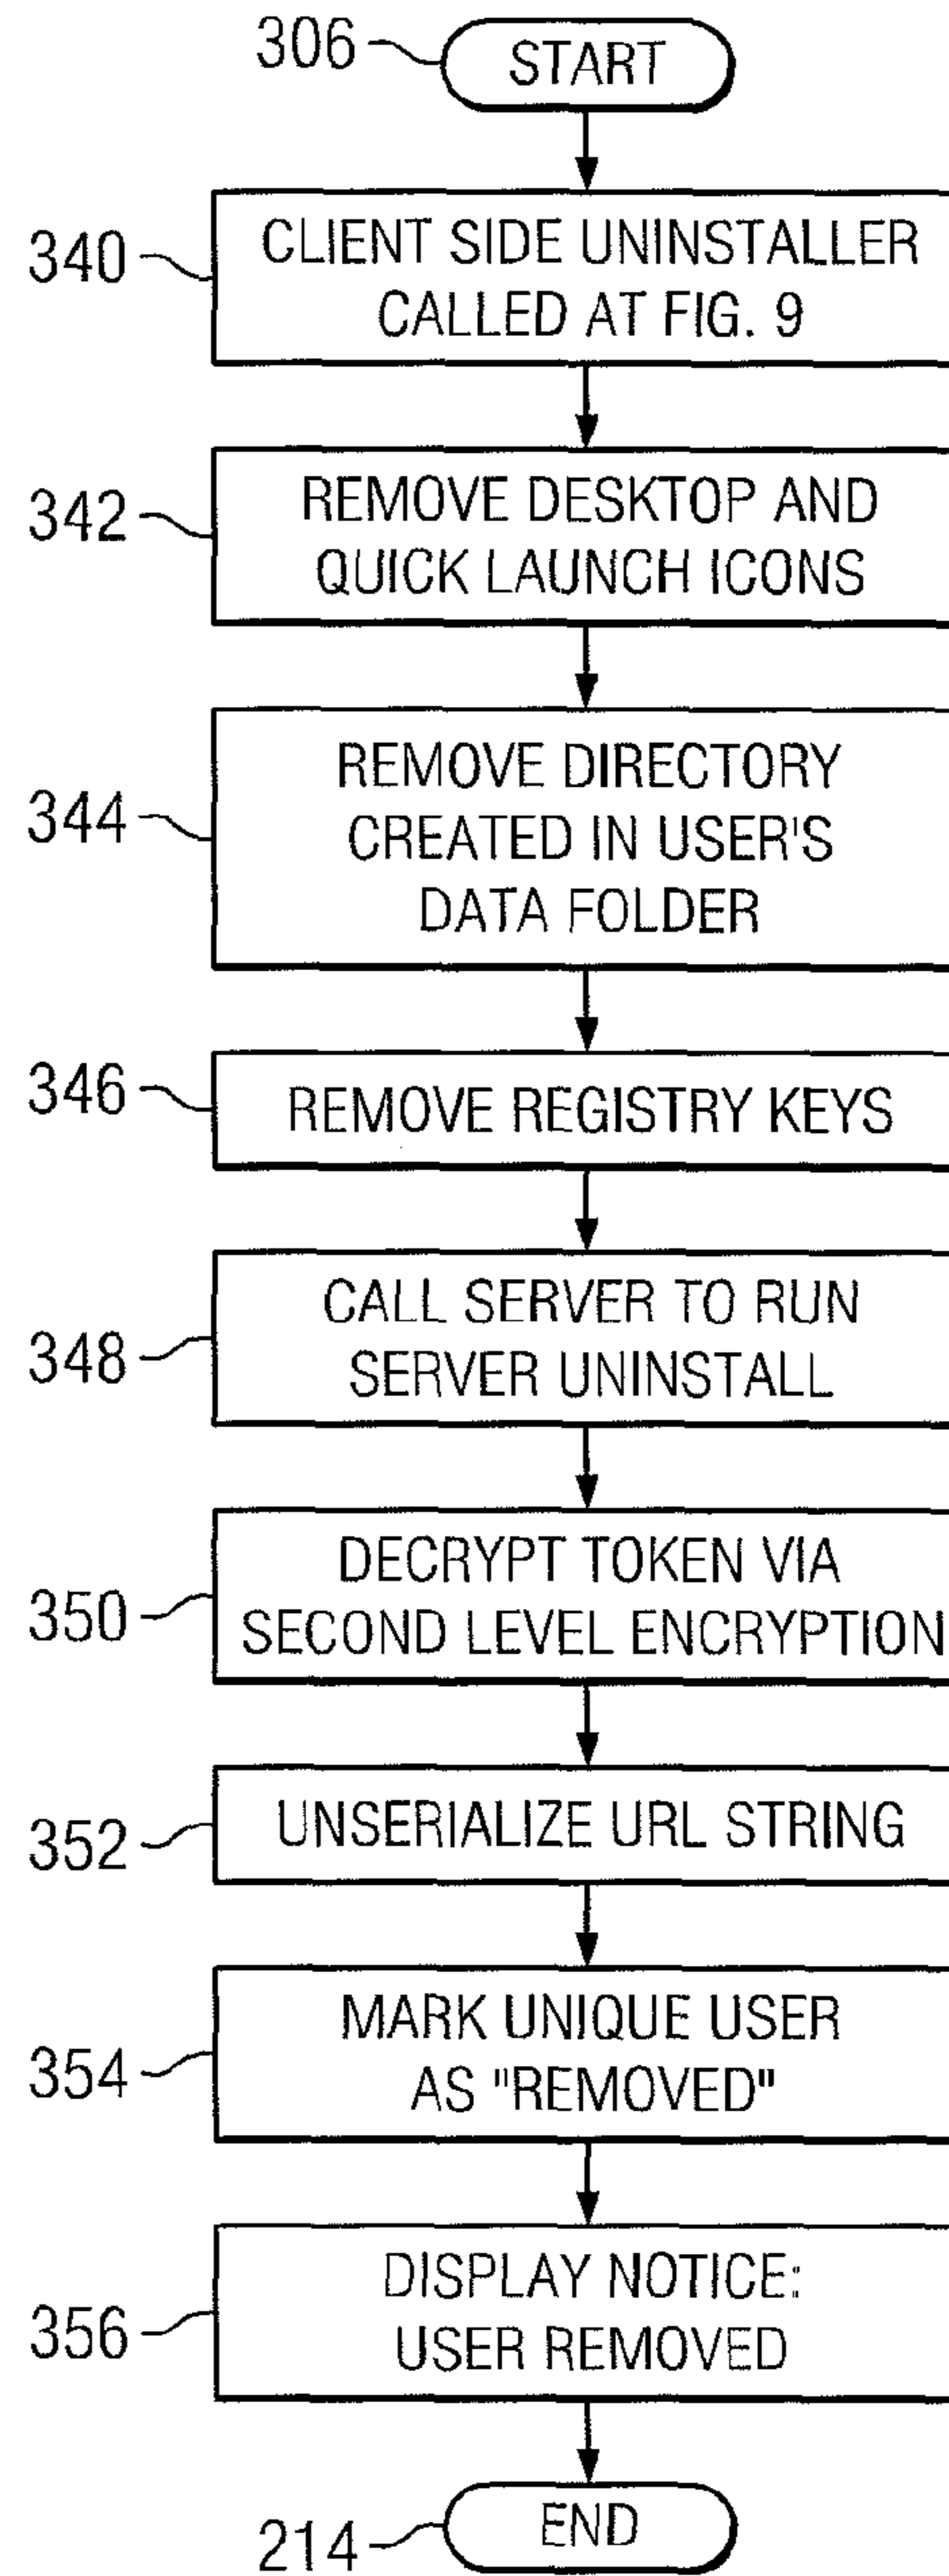 306
START
340
CLIENT SIDE UNINSTALLER
CALLED AT FIG. 9
342
REMOVE DESKTOP AND
QUICK LAUNCH ICONS
344
REMOVE DIRECTORY
CREATED IN USER'S
DATA FOLDER
346
REMOVE REGISTRY KEYS
348
CALL SERVER TO RUN
SERVER UNINSTALL
350
DECRYPT TOKEN VIA
SECOND LEVEL ENCRYPTION
352
UNSERIALIZE URL STRING
354
MARK UNIQUE USER
AS "REMOVED"
356
DISPLAY NOTICE:
USER REMOVED
214
END